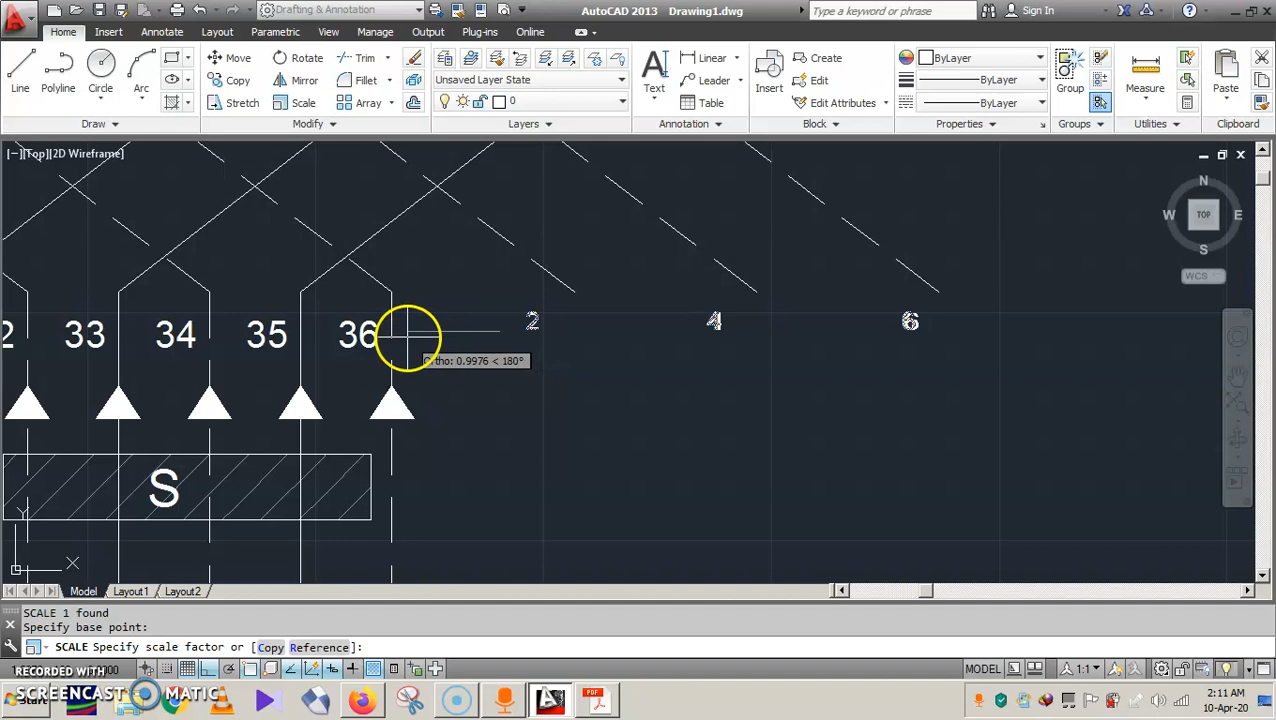 Drafting & Annotation
AutoCAD 2013 Drawing1.dwg
Type a keyword or phrase
Sign In
Home Insert Annotate Layout Parametric View Manage Output Plug-ins Online
Move Rotate Trim
Unsaved Layer State
Linear
Create
ByLayer
Line Polyline Circle Arc
Copy Mirror Fillet
Text
Leader
Insert
Edit
ByLayer
Group
Measure
Paste
Stretch Scale Array
0
Table
Edit Attributes
ByLayer
Draw Modify Layers Annotation Block Properties Groups Utilities Clipboard
[−][Top][2D Wireframe]
N
W TOP E
S
WCS
2 33 34 35 36 2 4 6
Ortho: 0.9976 < 180°
S
Y
X
Model Layout1 Layout2
SCALE 1 found
Specify base point:
SCALE Specify scale factor or [Copy Reference]:
RECORDED WITH
SCREENCAST MATIC
MODEL
1:1
Start
PDF
2:11 AM
10-Apr-20